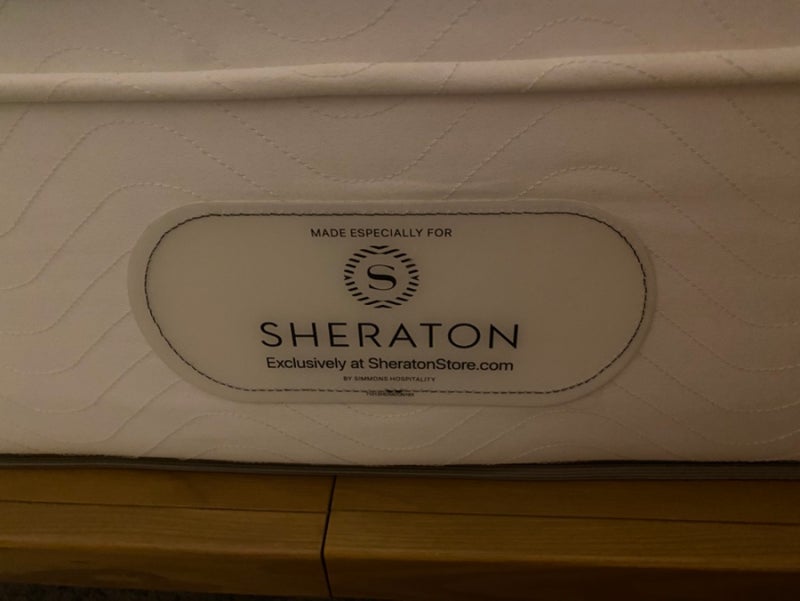 MADE ESPECIALLY FOR
S
SHERATON
Exclusively at SheratonStore.com
BY SIMMONS HOSPITALITY